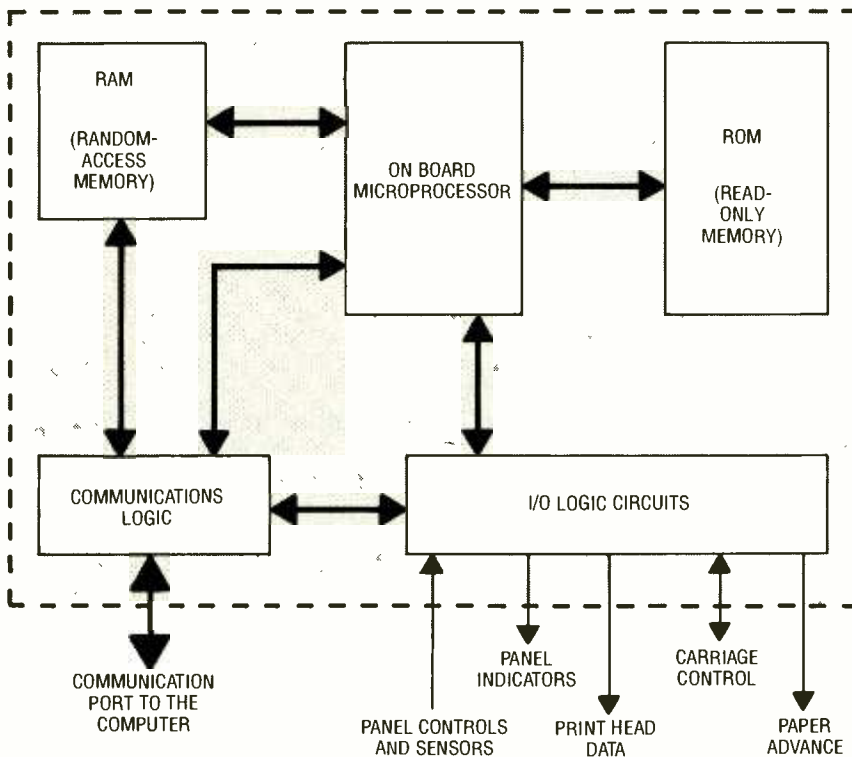 RAM
(RANDOM-
ACCESS
MEMORY)
ON BOARD
MICROPROCESSOR
ROM
(READ-
ONLY
MEMORY)
COMMUNICATIONS
LOGIC
I/O LOGIC CIRCUITS
COMMUNICATION
PORT TO THE
COMPUTER
PANEL CONTROLS
AND SENSORS
PANEL
INDICATORS
PRINT HEAD
DATA
CARRIAGE
CONTROL
PAPER
ADVANCE